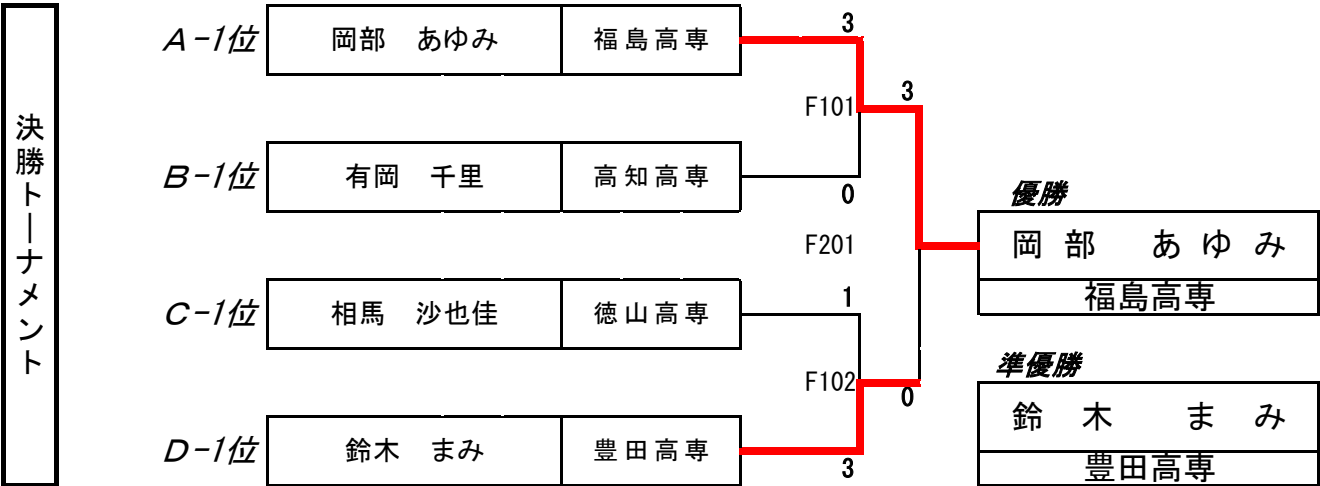 決勝トーナメント
A-1位 岡部 あゆみ 福島高専 3
F101 3
B-1位 有岡 千里 高知高専 0
優勝
F201
岡部 あゆみ
福島高専
C-1位 相馬 沙也佳 徳山高専 1
準優勝
F102 0
鈴木 まみ
豊田高専
D-1位 鈴木 まみ 豊田高専 3